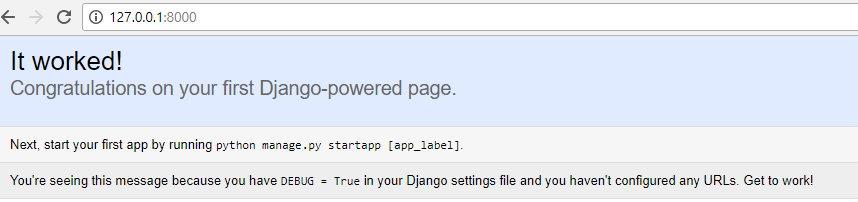 127.0.0.1:8000
It worked!
Congratulations on your first Django-powered page.
Next, start your first app by running python manage.py startapp [app_label].
You're seeing this message because you have DEBUG = True in your Django settings file and you haven't configured any URLs. Get to work!